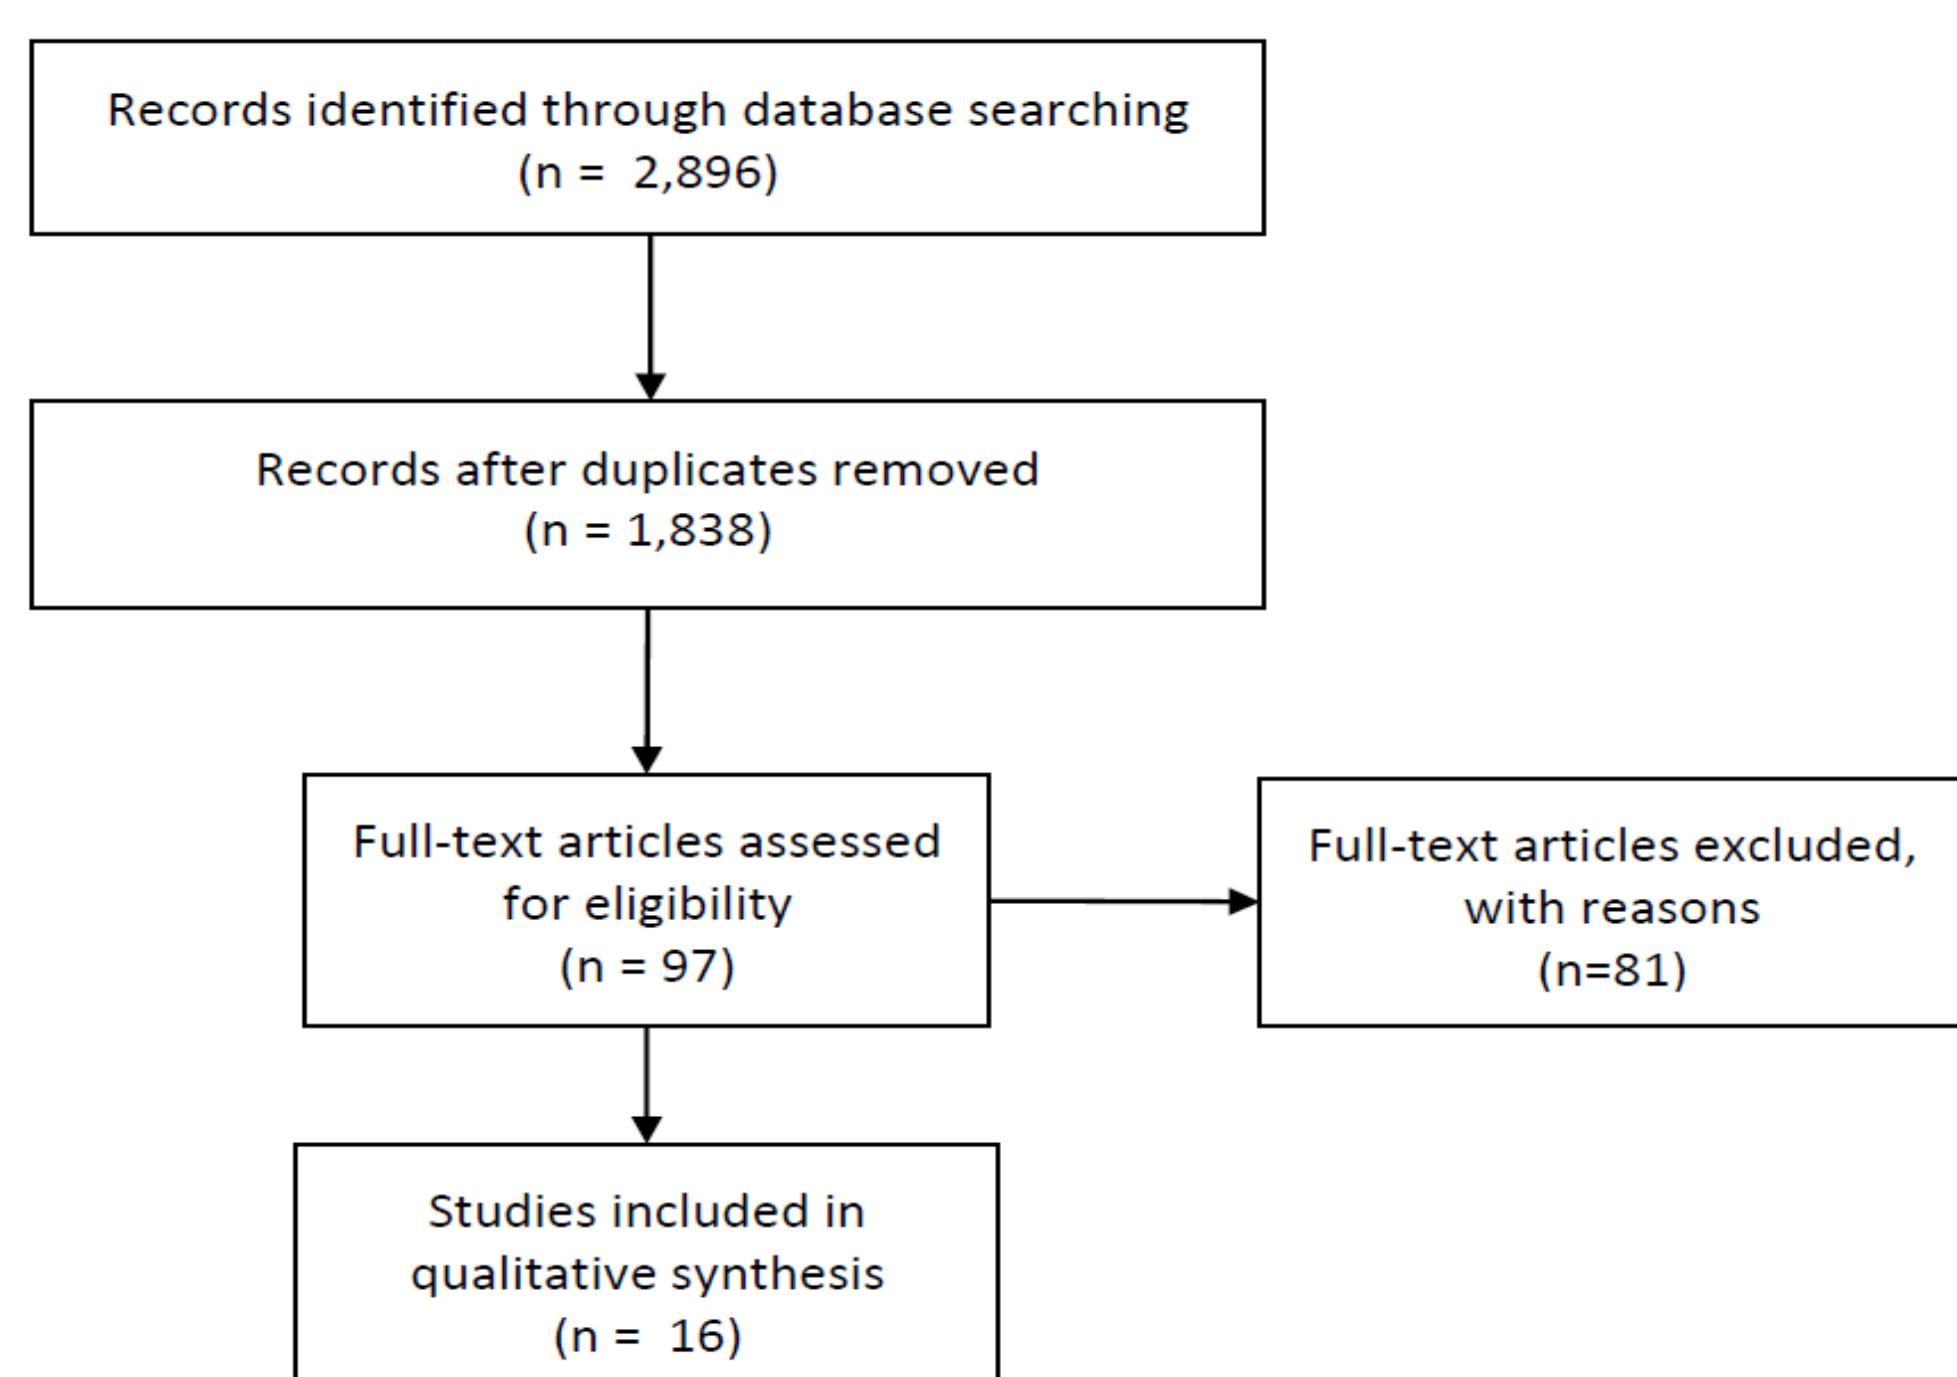 Records identified through database searching
(n =  2,896)
Records after duplicates removed
(n = 1,838)
Full-text articles assessed
for eligibility
(n = 97)
Full-text articles excluded,
with reasons
(n=81)
Studies included in
qualitative synthesis
(n =  16)